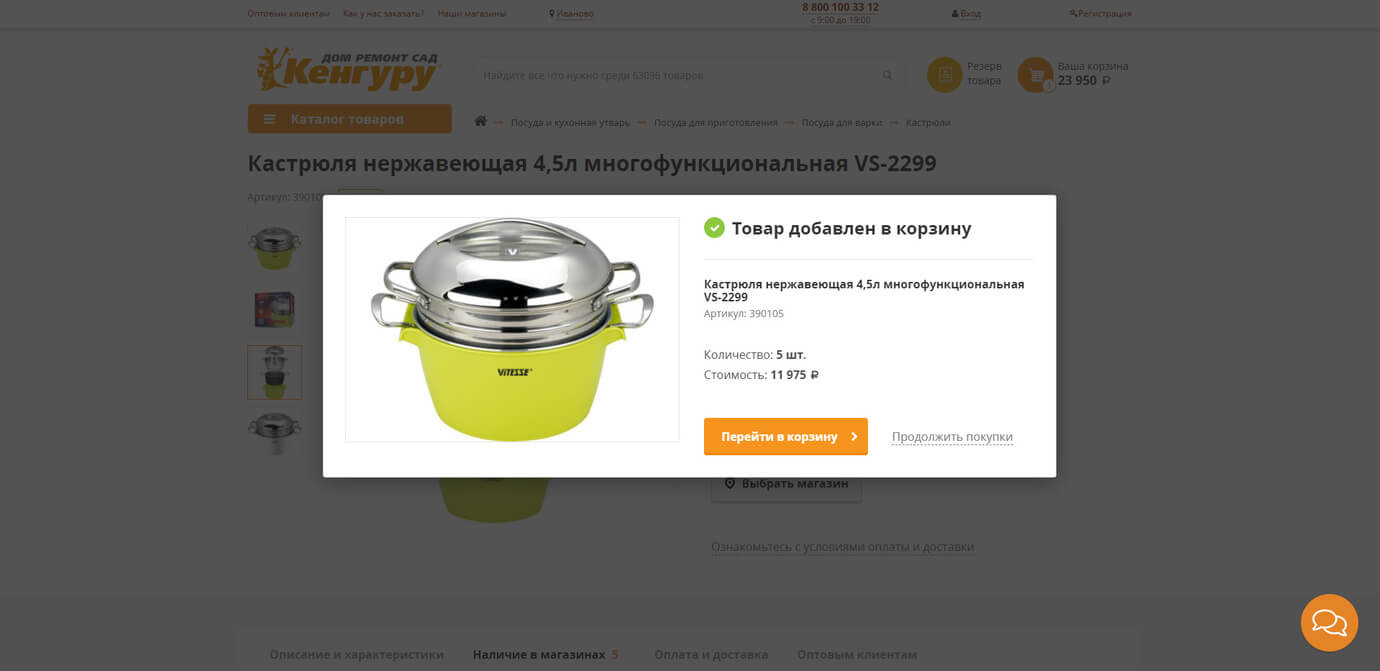 Оптовым клиентам
Как у нас заказать?
Наши магазины
Иваново
8 800 100 33 12
с 9:00 до 19:00
Вход
Регистрация
ДОМ РЕМОНТ САД
Кенгуру
Найдите все что нужно среди 63096 товаров
Резерв
товара
1
Ваша корзина
23 950 ₽
Каталог товаров
Посуда и кухонная утварь → Посуда для приготовления → Посуда для варки → Кастрюли
Кастрюля нержавеющая 4,5л многофункциональная VS-2299
Артикул: 39010
ViTESSE
Товар добавлен в корзину
Кастрюля нержавеющая 4,5л многофункциональная
VS-2299
Артикул: 390105
Количество: 5 шт.
Стоимость: 11 975 ₽
Перейти в корзину
Продолжить покупки
Выбрать магазин
Ознакомьтесь с условиями оплаты и доставки
Описание и характеристики
Наличие в магазинах 5
Оплата и доставка
Оптовым клиентам